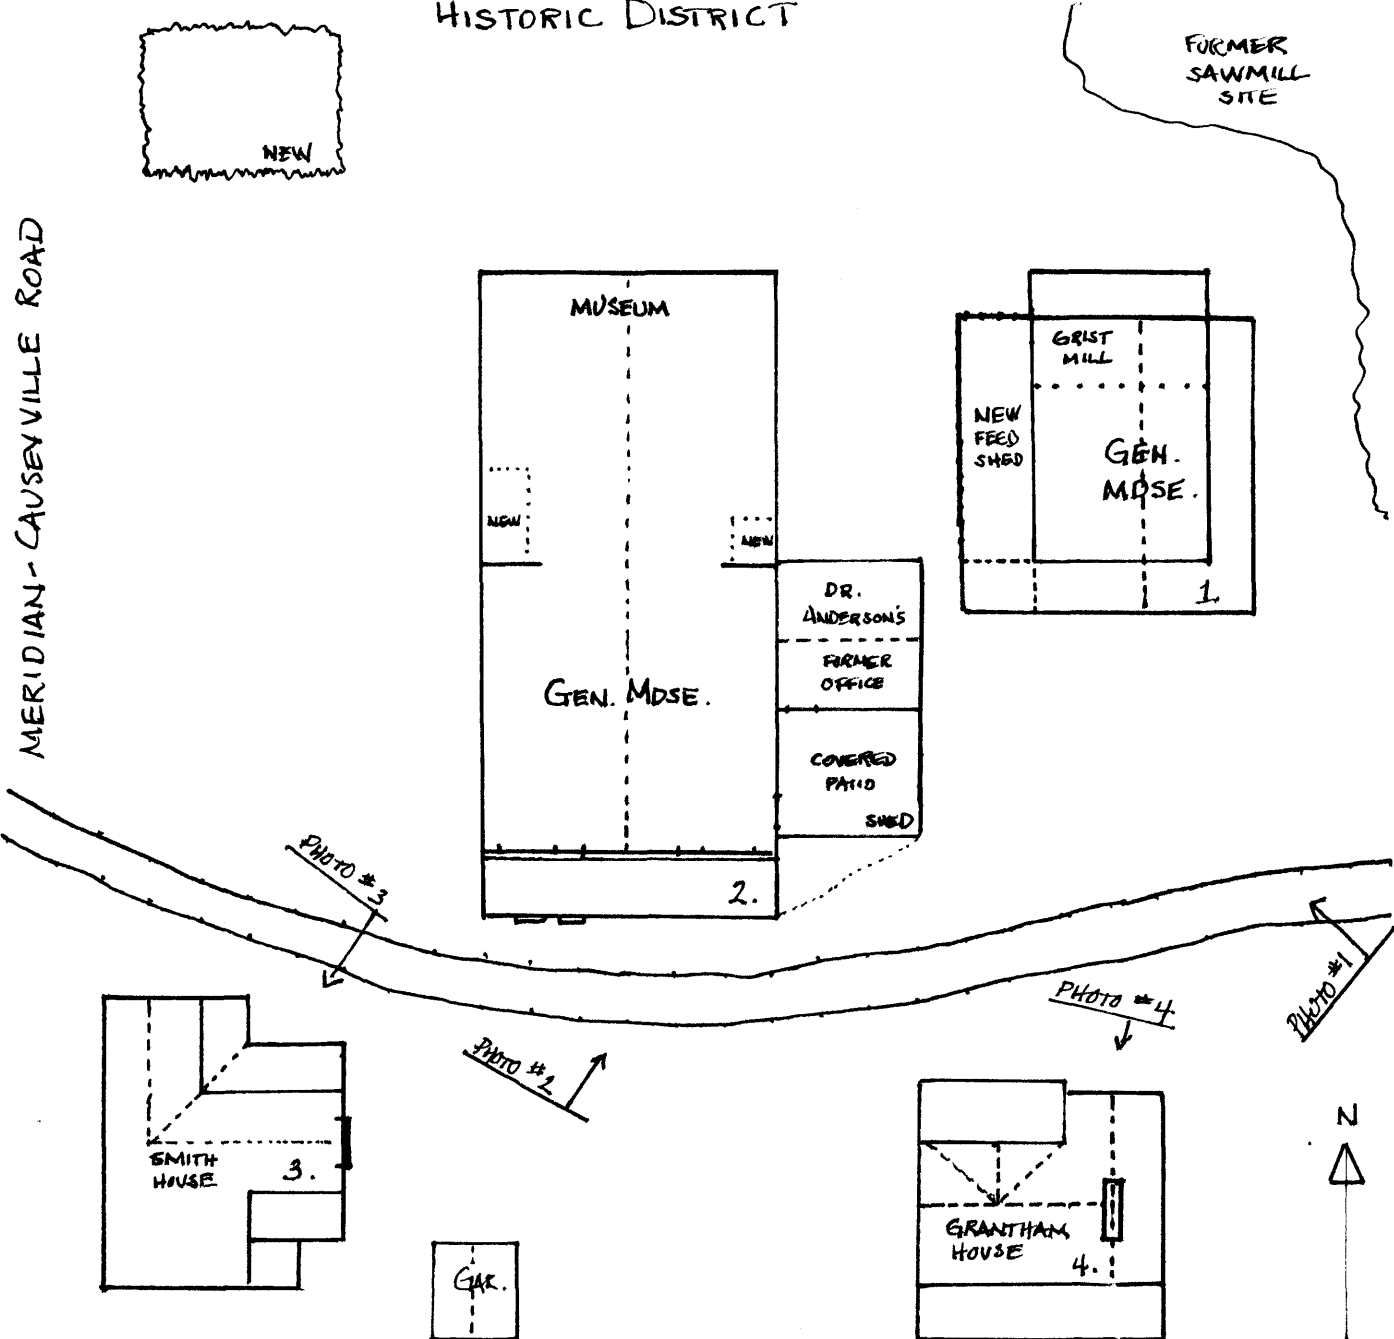 HISTORIC DISTRICT
FORMER
SAWMILL
SITE
NEW
MERIDIAN-CAUSEYVILLE ROAD
MUSEUM
GRIST
MILL
NEW
FEED
SHED
GEN.
MDSE.
1.
NEW
NEW
DR.
ANDERSON'S
FORMER
OFFICE
GEN. MDSE.
COVERED
PATIO
SHED
2.
PHOTO #3
PHOTO #1
PHOTO #4
PHOTO #2
N
SMITH
HOUSE
3.
GRANTHAM
HOUSE
4.
GAR.